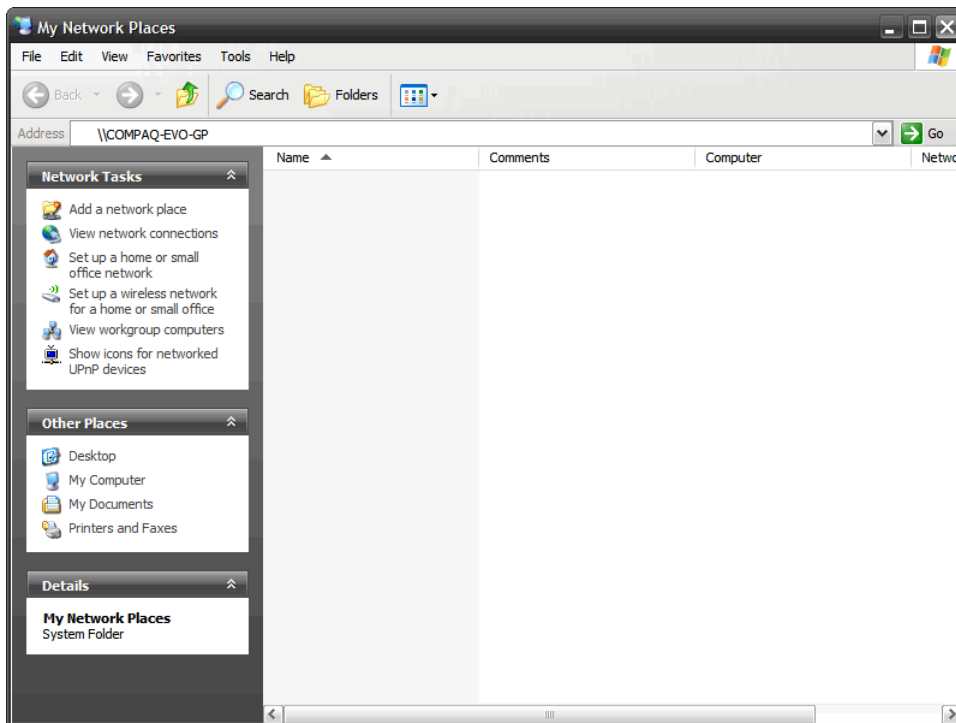 My Network Places
File Edit View Favorites Tools Help
Back Search Folders
Address \\COMPAQ-EVO-GP Go
Name Comments Computer Netwo
Network Tasks
Add a network place
View network connections
Set up a home or small
office network
Set up a wireless network
for a home or small office
View workgroup computers
Show icons for networked
UPnP devices
Other Places
Desktop
My Computer
My Documents
Printers and Faxes
Details
My Network Places
System Folder